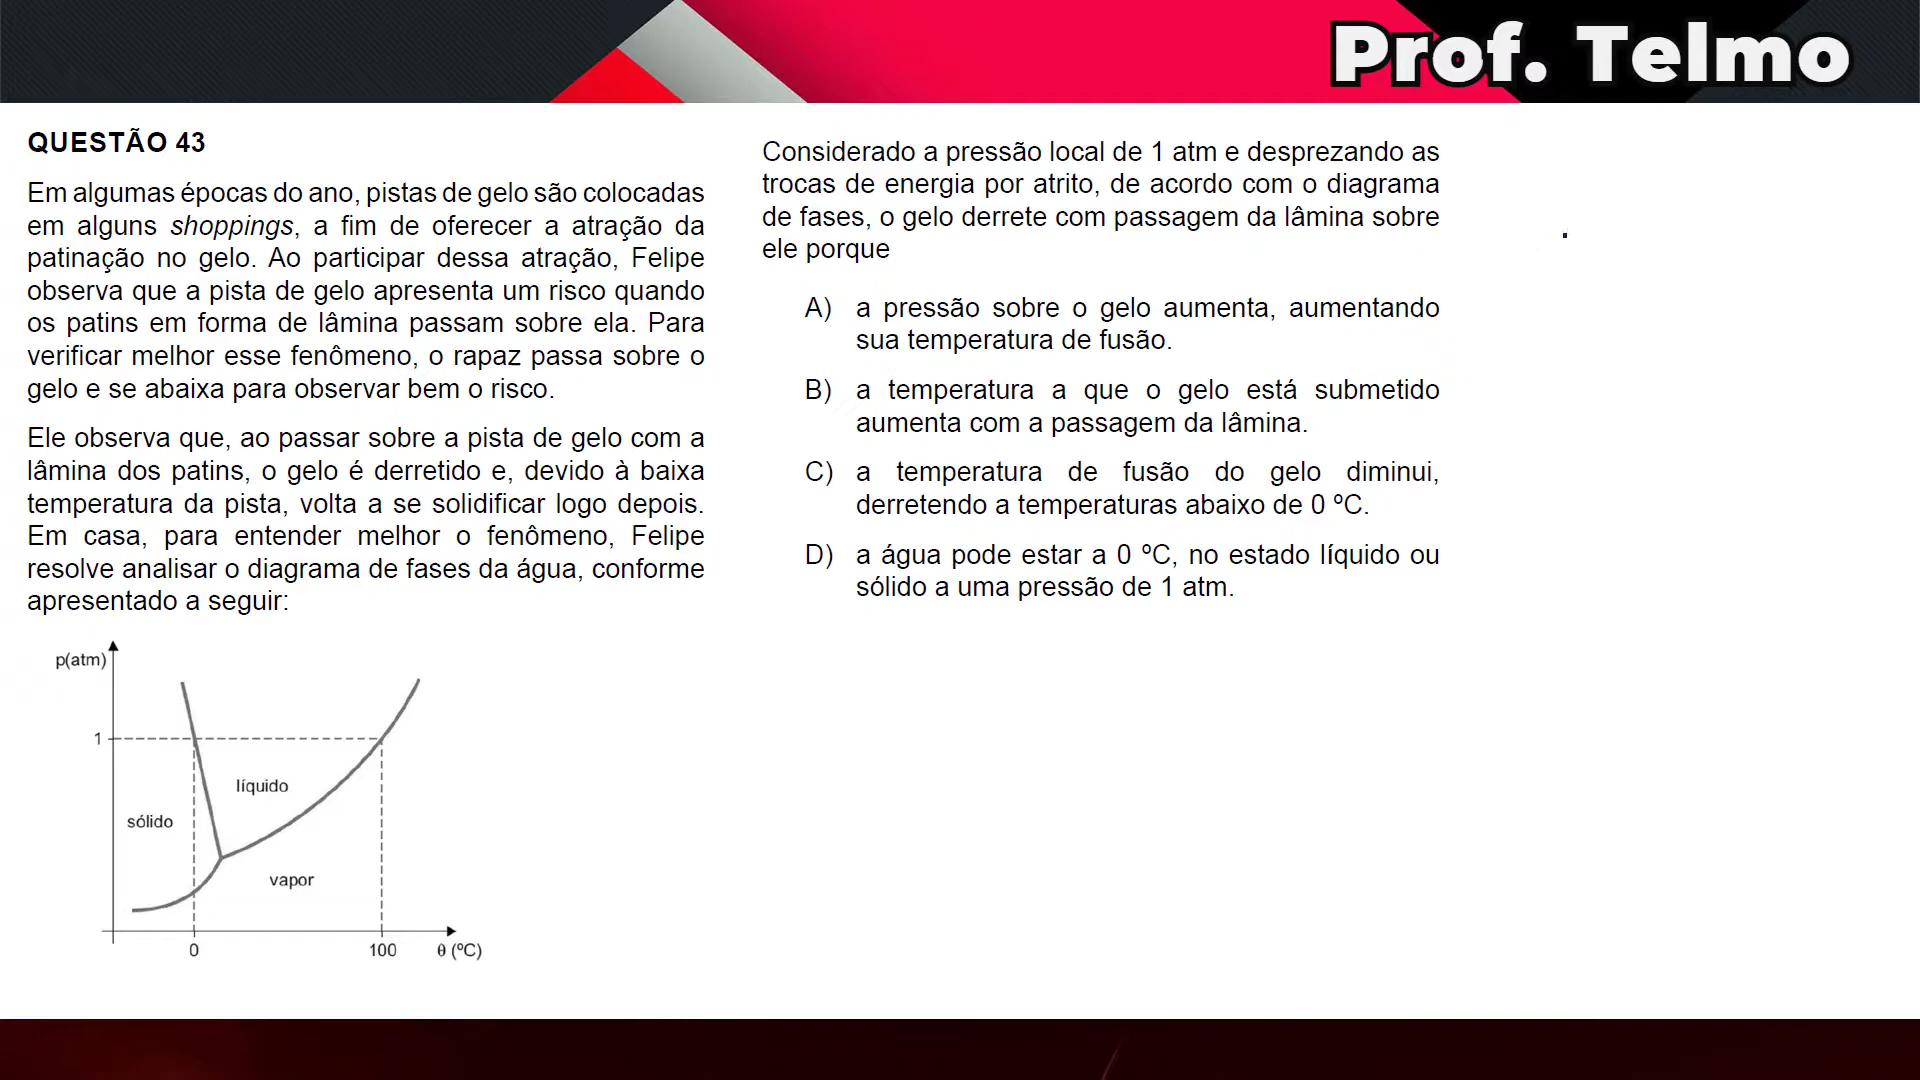 Prof. Telmo
QUESTÃO 43
Em algumas épocas do ano, pistas de gelo são colocadas
em alguns shoppings, a fim de oferecer a atração da
patinação no gelo. Ao participar dessa atração, Felipe
observa que a pista de gelo apresenta um risco quando
os patins em forma de lâmina passam sobre ela. Para
verificar melhor esse fenômeno, o rapaz passa sobre o
gelo e se abaixa para observar bem o risco.
Ele observa que, ao passar sobre a pista de gelo com a
lâmina dos patins, o gelo é derretido e, devido à baixa
temperatura da pista, volta a se solidificar logo depois.
Em casa, para entender melhor o fenômeno, Felipe
resolve analisar o diagrama de fases da água, conforme
apresentado a seguir:
p(atm)
1
líquido
sólido
vapor
0
100
θ (ºC)
Considerado a pressão local de 1 atm e desprezando as
trocas de energia por atrito, de acordo com o diagrama
de fases, o gelo derrete com passagem da lâmina sobre
ele porque
A) a pressão sobre o gelo aumenta, aumentando
sua temperatura de fusão.
B) a temperatura a que o gelo está submetido
aumenta com a passagem da lâmina.
C) a temperatura de fusão do gelo diminui,
derretendo a temperaturas abaixo de 0 ºC.
D) a água pode estar a 0 ºC, no estado líquido ou
sólido a uma pressão de 1 atm.